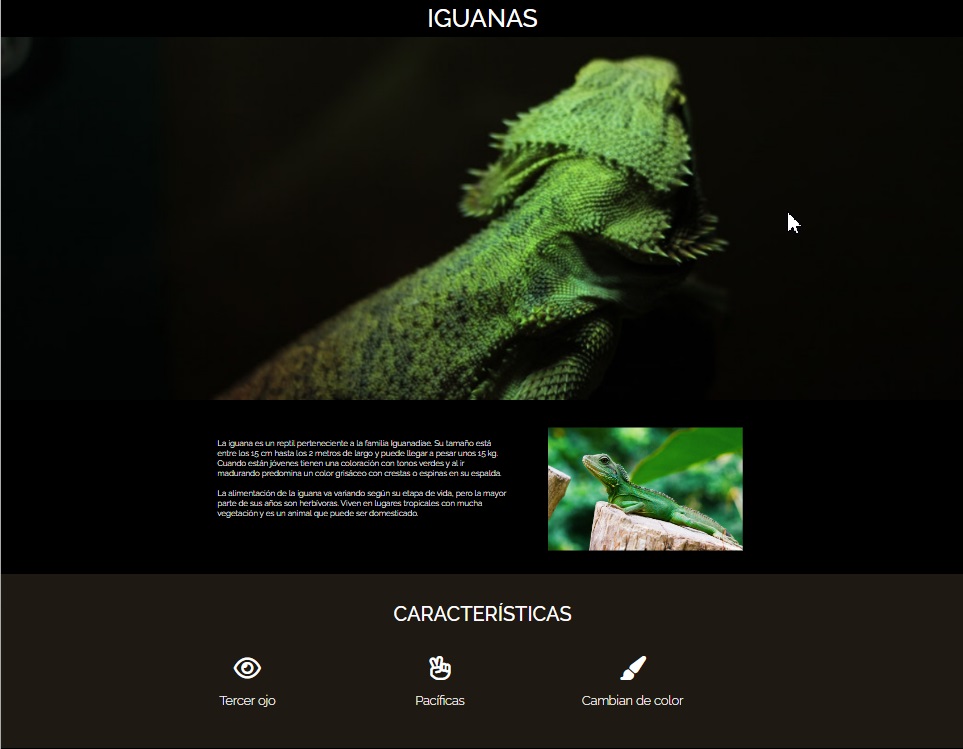 IGUANAS
La iguana es un reptil perteneciente a la familia Iguanadiae. Su tamaño está
entre los 15 cm hasta los 2 metros de largo y puede llegar a pesar unos 15 kg.
Cuando están jóvenes tienen una coloración con tonos verdes y al ir
madurando predomina un color grisáceo con crestas o espinas en su espalda.
La alimentación de la iguana va variando según su etapa de vida, pero la mayor
parte de sus años son herbívoras. Viven en lugares tropicales con mucha
vegetación y es un animal que puede ser domesticado.
CARACTERÍSTICAS
Tercer ojo
Pacíficas
Cambian de color